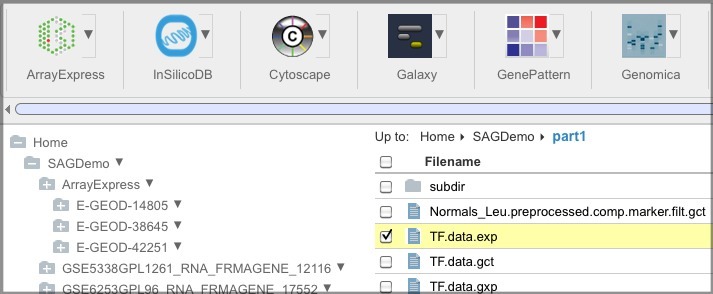 ArrayExpress InSilicoDB Cytoscape Galaxy GenePattern Genomica
Home
SAGDemo
ArrayExpress
E-GEOD-14805
E-GEOD-38645
E-GEOD-42251
GSE5338GPL1261_RNA_FRMAGENE_12116
GSE6253GPL96_RNA_FRMAGENE_17552
Up to: Home SAGDemo part1
Filename
subdir
Normals_Leu.preprocessed.comp.marker.filt.gct
TF.data.exp
TF.data.gct
TF.data.gxp